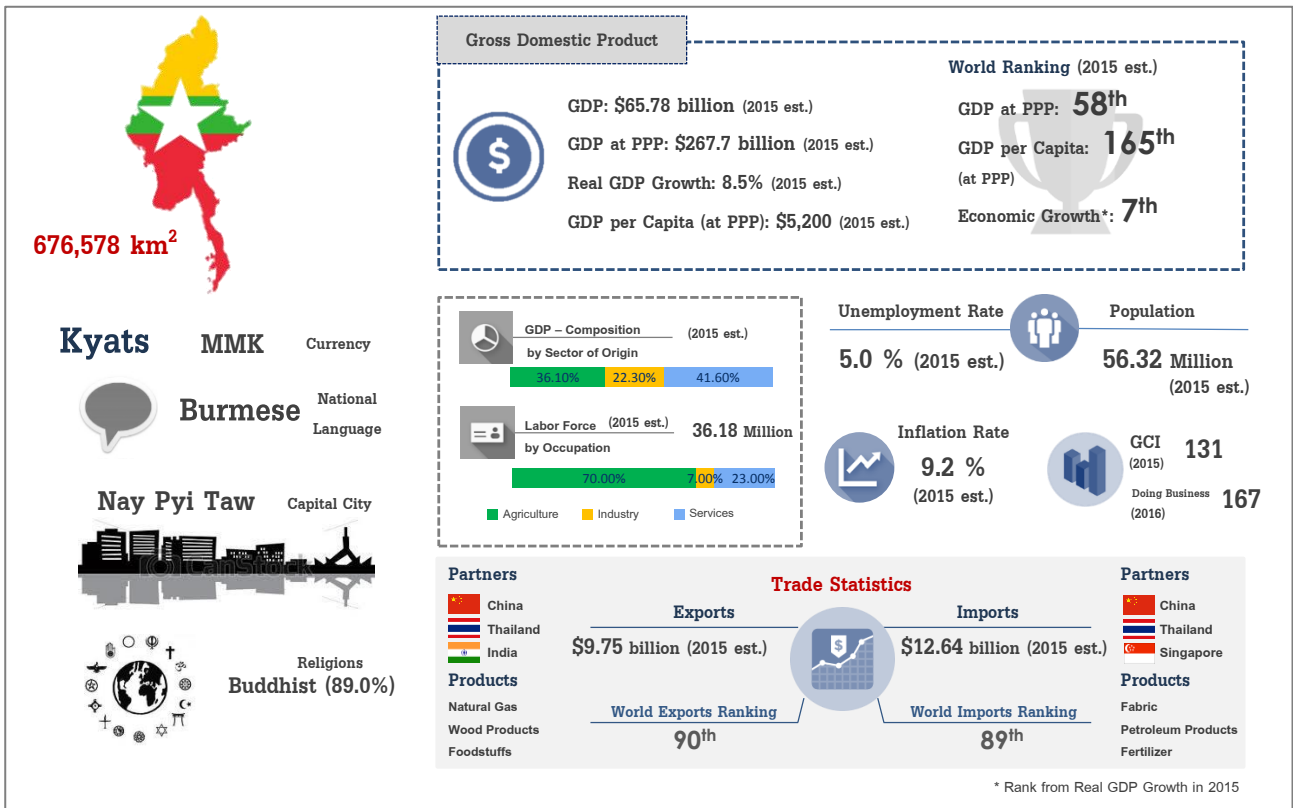 676,578 km²
Kyats MMK Currency
Burmese National
Language
Nay Pyi Taw Capital City
CanStock
Religions
Buddhist (89.0%)
Gross Domestic Product
GDP: $65.78 billion (2015 est.)
GDP at PPP: $267.7 billion (2015 est.)
Real GDP Growth: 8.5% (2015 est.)
GDP per Capita (at PPP): $5,200 (2015 est.)
World Ranking (2015 est.)
GDP at PPP: 58th
GDP per Capita: 165th
(at PPP)
Economic Growth*: 7th
GDP – Composition (2015 est.)
by Sector of Origin
36.10% 22.30% 41.60%
Labor Force (2015 est.) 36.18 Million
by Occupation
70.00% 7.00% 23.00%
Agriculture Industry Services
Unemployment Rate
5.0 % (2015 est.)
Population
56.32 Million
(2015 est.)
Inflation Rate
9.2 %
(2015 est.)
GCI 131
(2015)
Doing Business 167
(2016)
Trade Statistics
Partners
China
Thailand
India
Products
Natural Gas
Wood Products
Foodstuffs
Exports
$9.75 billion (2015 est.)
World Exports Ranking
90th
Imports
$12.64 billion (2015 est.)
World Imports Ranking
89th
Partners
China
Thailand
Singapore
Products
Fabric
Petroleum Products
Fertilizer
* Rank from Real GDP Growth in 2015